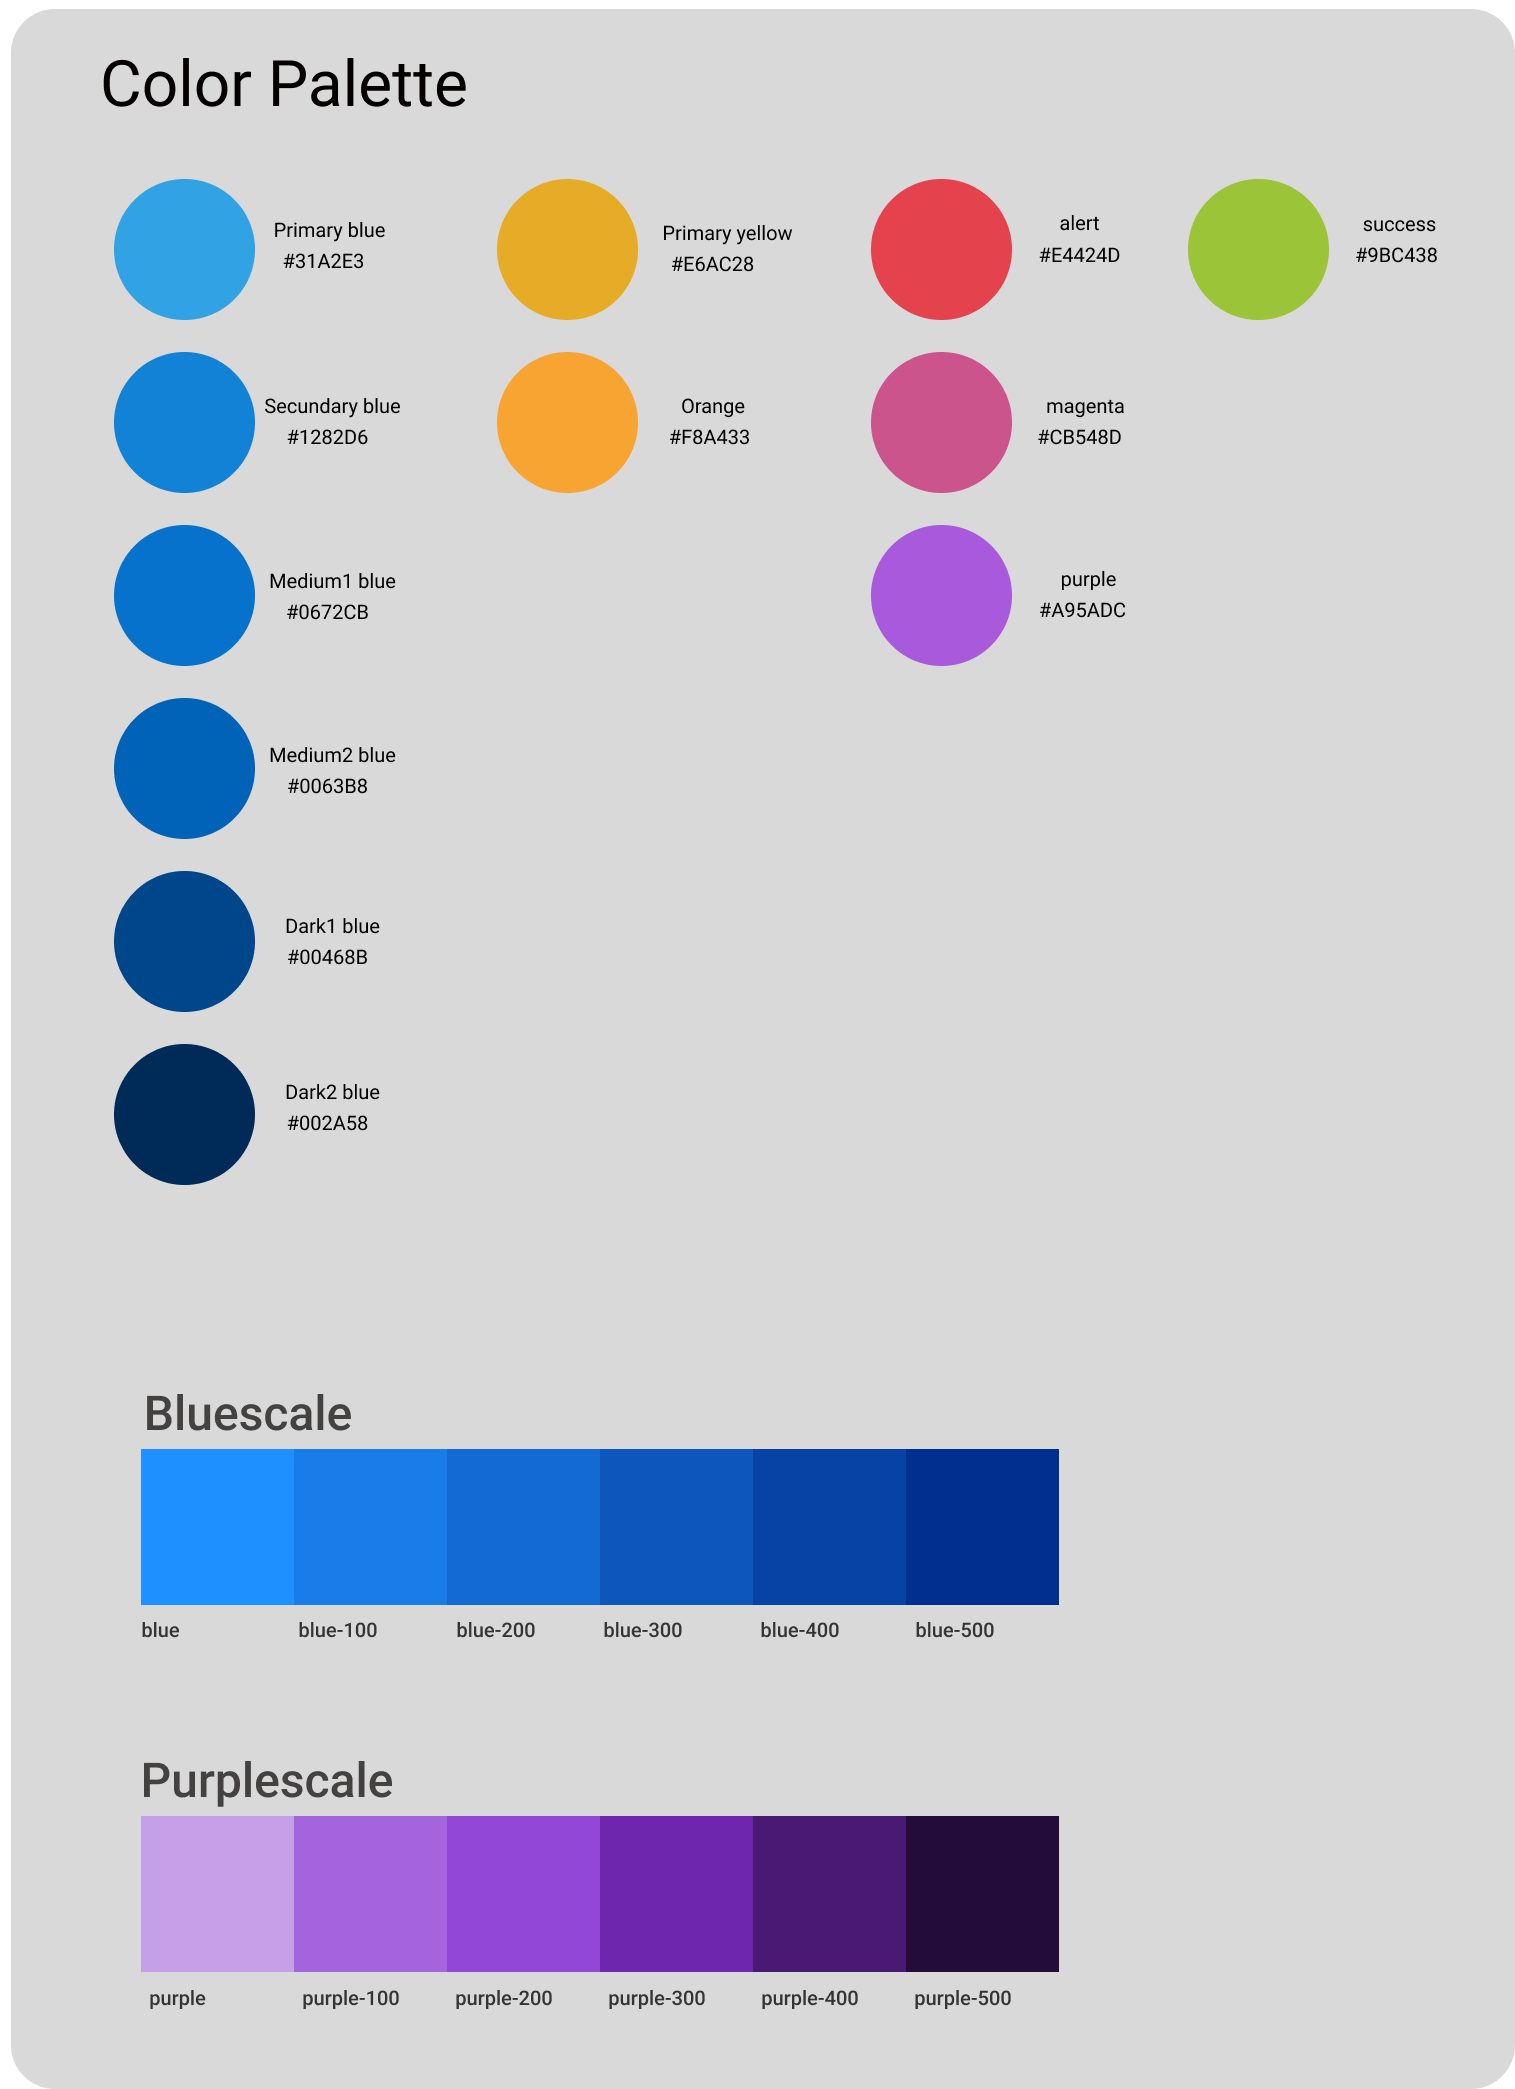 Color Palette
Primary blue
#31A2E3
Primary yellow
#E6AC28
alert
#E4424D
success
#9BC438
Secundary blue
#1282D6
Orange
#F8A433
magenta
#CB548D
Medium1 blue
#0672CB
purple
#A95ADC
Medium2 blue
#0063B8
Dark1 blue
#00468B
Dark2 blue
#002A58
Bluescale
blue
blue-100
blue-200
blue-300
blue-400
blue-500
Purplescale
purple
purple-100
purple-200
purple-300
purple-400
purple-500